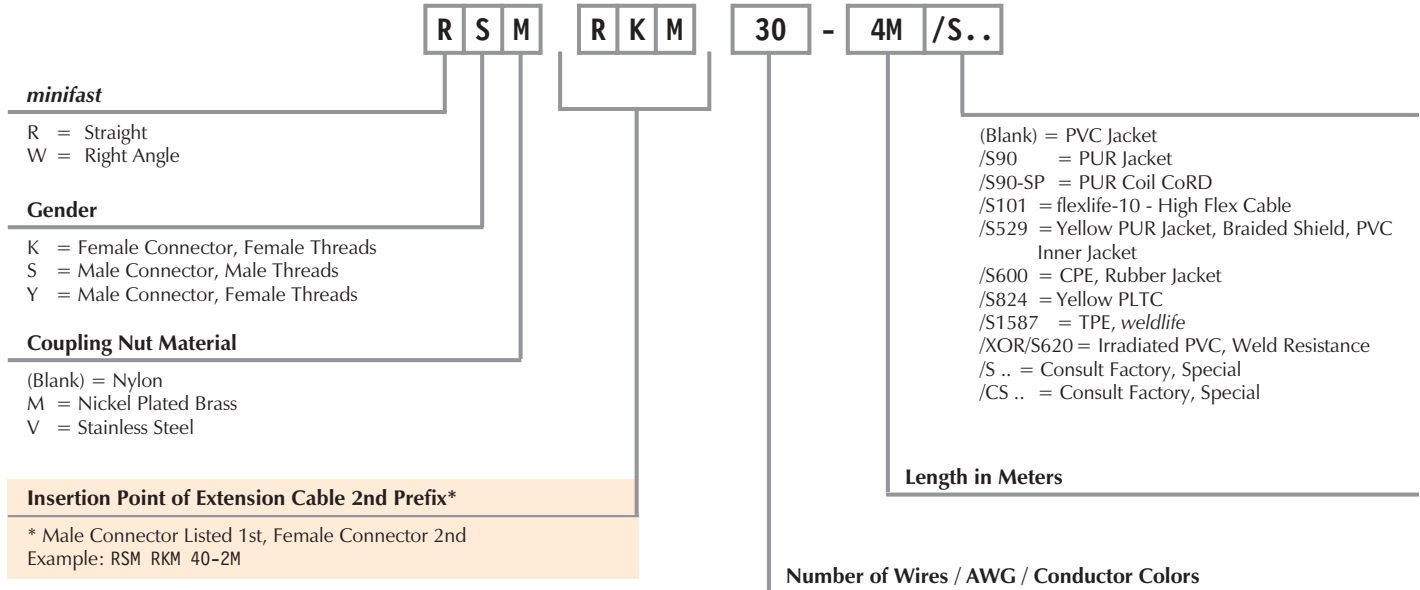 R S M R K M 30 - 4M /S..
minifast
R = Straight
W = Right Angle
Gender
K = Female Connector, Female Threads
S = Male Connector, Male Threads
Y = Male Connector, Female Threads
Coupling Nut Material
(Blank) = Nylon
M = Nickel Plated Brass
V = Stainless Steel
Insertion Point of Extension Cable 2nd Prefix*
* Male Connector Listed 1st, Female Connector 2nd
Example: RSM RKM 40-2M
(Blank) = PVC Jacket
/S90 = PUR Jacket
/S90-SP = PUR Coil CoRD
/S101 = flexlife-10 - High Flex Cable
/S529 = Yellow PUR Jacket, Braided Shield, PVC
Inner Jacket
/S600 = CPE, Rubber Jacket
/S824 = Yellow PLTC
/S1587 = TPE, weldlife
/XOR/S620 = Irradiated PVC, Weld Resistance
/S .. = Consult Factory, Special
/CS .. = Consult Factory, Special
Length in Meters
Number of Wires / AWG / Conductor Colors